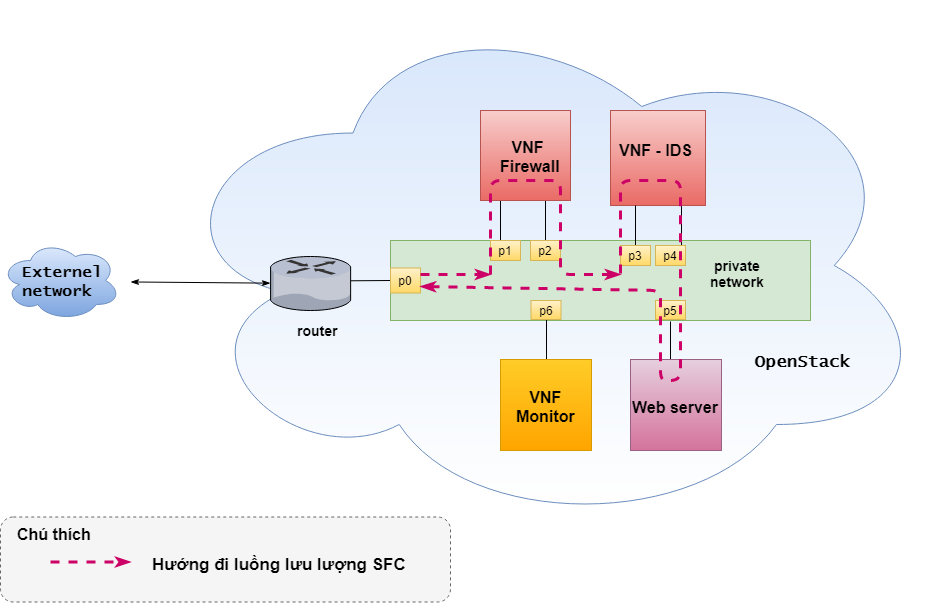 VNF
Firewall
VNF - IDS
Externel
network
router
p0
p1
p2
p3
p4
private
network
p6
p5
OpenStack
VNF
Monitor
Web server
Chú thích
Hướng đi luồng lưu lượng SFC